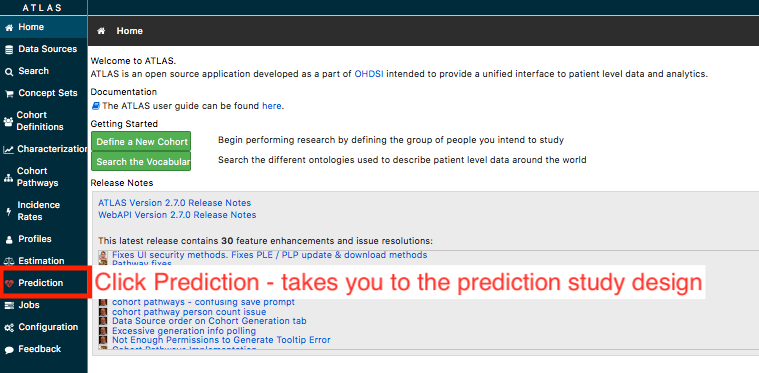 ATLAS
Home
Data Sources
Search
Concept Sets
Cohort
Definitions
Characterization
Cohort
Pathways
Incidence
Rates
Profiles
Estimation
Prediction
Jobs
Configuration
Feedback
Home
Welcome to ATLAS.
ATLAS is an open source application developed as a part of OHDSI intended to provide a unified interface to patient level data and analytics.
Documentation
The ATLAS user guide can be found here.
Getting Started
Define a New Cohort Begin performing research by defining the group of people you intend to study
Search the Vocabular Search the different ontologies used to describe patient level data around the world
Release Notes
ATLAS Version 2.7.0 Release Notes
WebAPI Version 2.7.0 Release Notes
This latest release contains 30 feature enhancements and issue resolutions:
Fixes UI security methods. Fixes PLE / PLP update & download methods
Pathway fixes
Click Prediction - takes you to the prediction study design
cohort pathways - confusing save prompt
cohort pathway person count issue
Data Source order on Cohort Generation tab
Excessive generation info polling
Not Enough Permissions to Generate Tooltip Error
Cohort Pathways Implementation